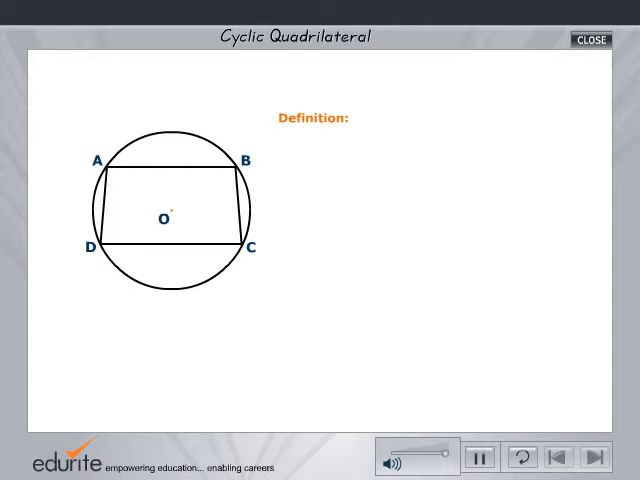 Cyclic Quadrilateral
CLOSE
Definition:
A
B
O
D
C
edurite empowering education... enabling careers